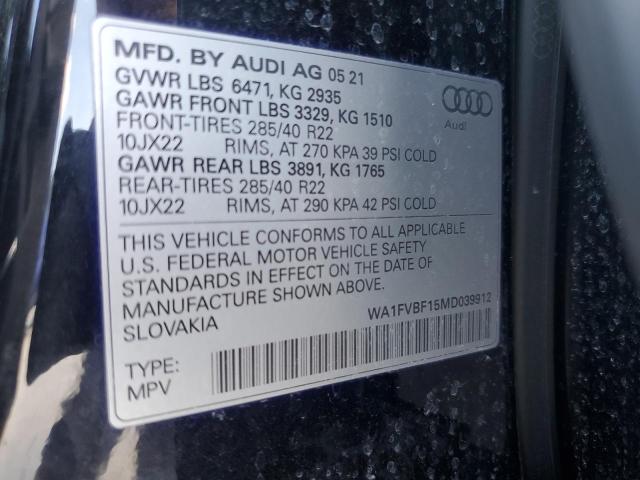 MFD. BY AUDI AG 05 21
GVWR LBS 6471, KG 2935
GAWR FRONT LBS 3329, KG 1510
FRONT-TIRES 285/40 R22
10JX22 RIMS, AT 270 KPA 39 PSI COLD
GAWR REAR LBS 3891, KG 1765
REAR-TIRES 285/40 R22
10JX22 RIMS, AT 290 KPA 42 PSI COLD
Audi
THIS VEHICLE CONFORMS TO ALL APPLICABLE
U.S. FEDERAL MOTOR VEHICLE SAFETY
STANDARDS IN EFFECT ON THE DATE OF
MANUFACTURE SHOWN ABOVE.
SLOVAKIA
WA1FVBF15MD039912
TYPE:
MPV